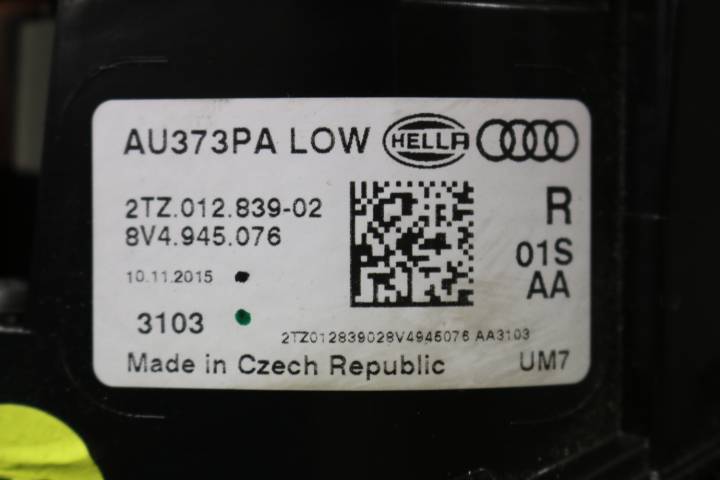 AU373PA LOW HELLA
2TZ.012.839-02 R
8V4.945.076 01S
10.11.2015 AA
3103
2TZ012839028V4945076 AA3103
Made in Czech Republic UM7